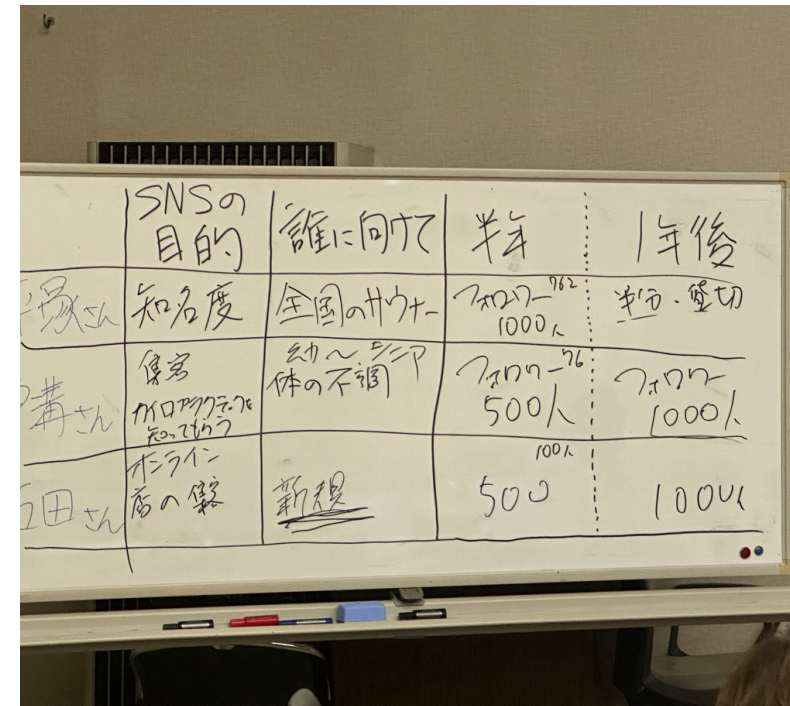 SNSの
目的
誰に向けて
半年
1年後
塚さん
知名度
全国のサウナー
フォロワー 762
1000人
半分・貸切
溝さん
集客
カイロプラクティックを
知ってもらう
幼〜シニア
体の不調
フォロワー 76
500人
フォロワー
1000人
田さん
オンライン
店の集客
新規
100人
500
1000人